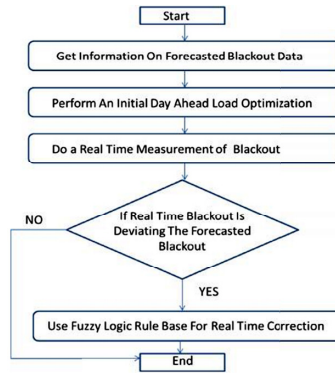 Start
Get Information On Forecasted Blackout Data
Perform An Initial Day Ahead Load Optimization
Do a Real Time Measurement of Blackout
If Real Time Blackout Is
Deviating The Forecasted
Blackout
NO
YES
Use Fuzzy Logic Rule Base For Real Time Correction
End